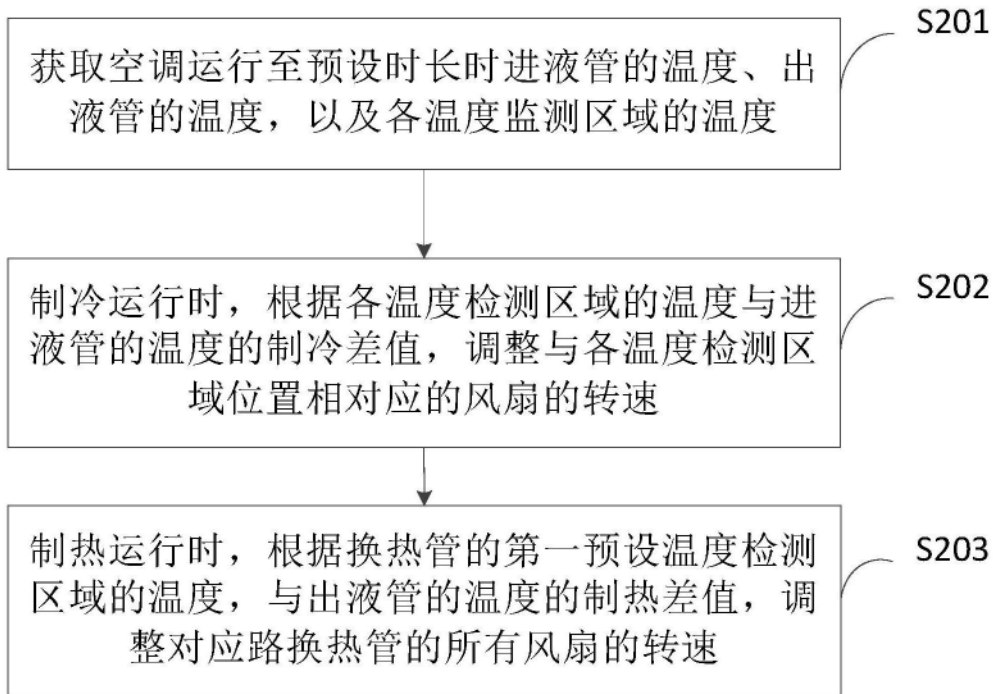 S201
获取空调运行至预设时长时进液管的温度、出
液管的温度，以及各温度监测区域的温度
S202
制冷运行时，根据各温度检测区域的温度与进
液管的温度的制冷差值，调整与各温度检测区
域位置相对应的风扇的转速
S203
制热运行时，根据换热管的第一预设温度检测
区域的温度，与出液管的温度的制热差值，调
整对应路换热管的所有风扇的转速